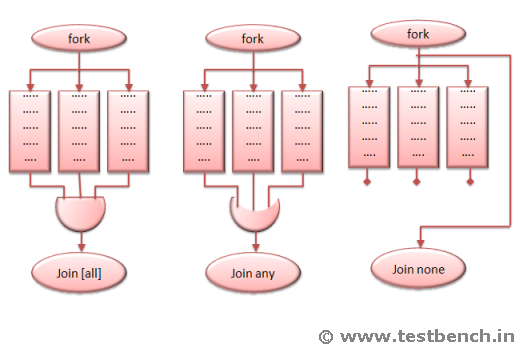 fork
fork
fork
Join [all]
Join any
Join none
© www.testbench.in